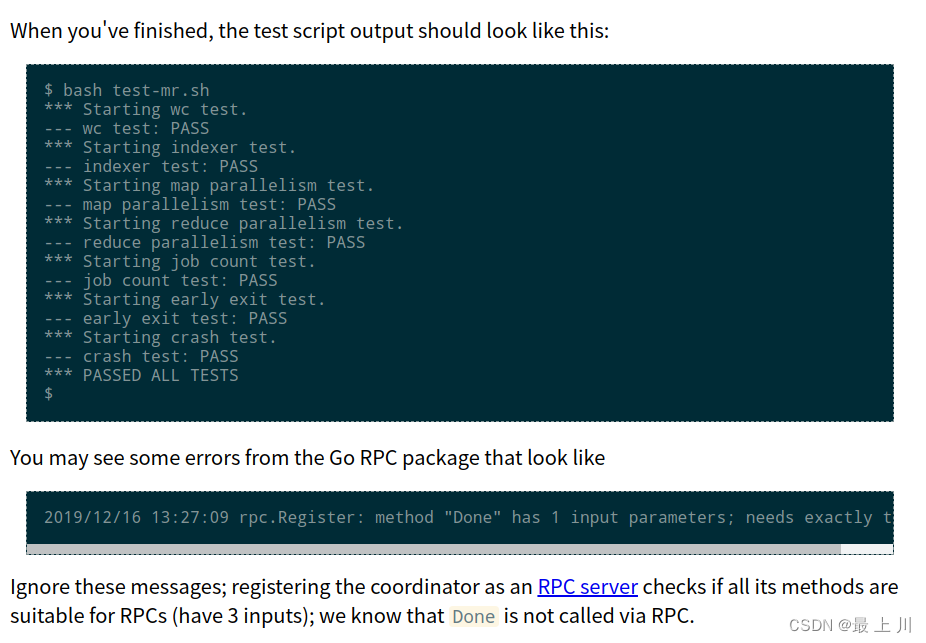 When you've finished, the test script output should look like this:
$ bash test-mr.sh
*** Starting wc test.
--- wc test: PASS
*** Starting indexer test.
--- indexer test: PASS
*** Starting map parallelism test.
--- map parallelism test: PASS
*** Starting reduce parallelism test.
--- reduce parallelism test: PASS
*** Starting job count test.
--- job count test: PASS
*** Starting early exit test.
--- early exit test: PASS
*** Starting crash test.
--- crash test: PASS
*** PASSED ALL TESTS
$
You may see some errors from the Go RPC package that look like
2019/12/16 13:27:09 rpc.Register: method "Done" has 1 input parameters; needs exactly t
Ignore these messages; registering the coordinator as an RPC server checks if all its methods are
suitable for RPCs (have 3 inputs); we know that Done is not called via RPC.
CSDN @最 上 川